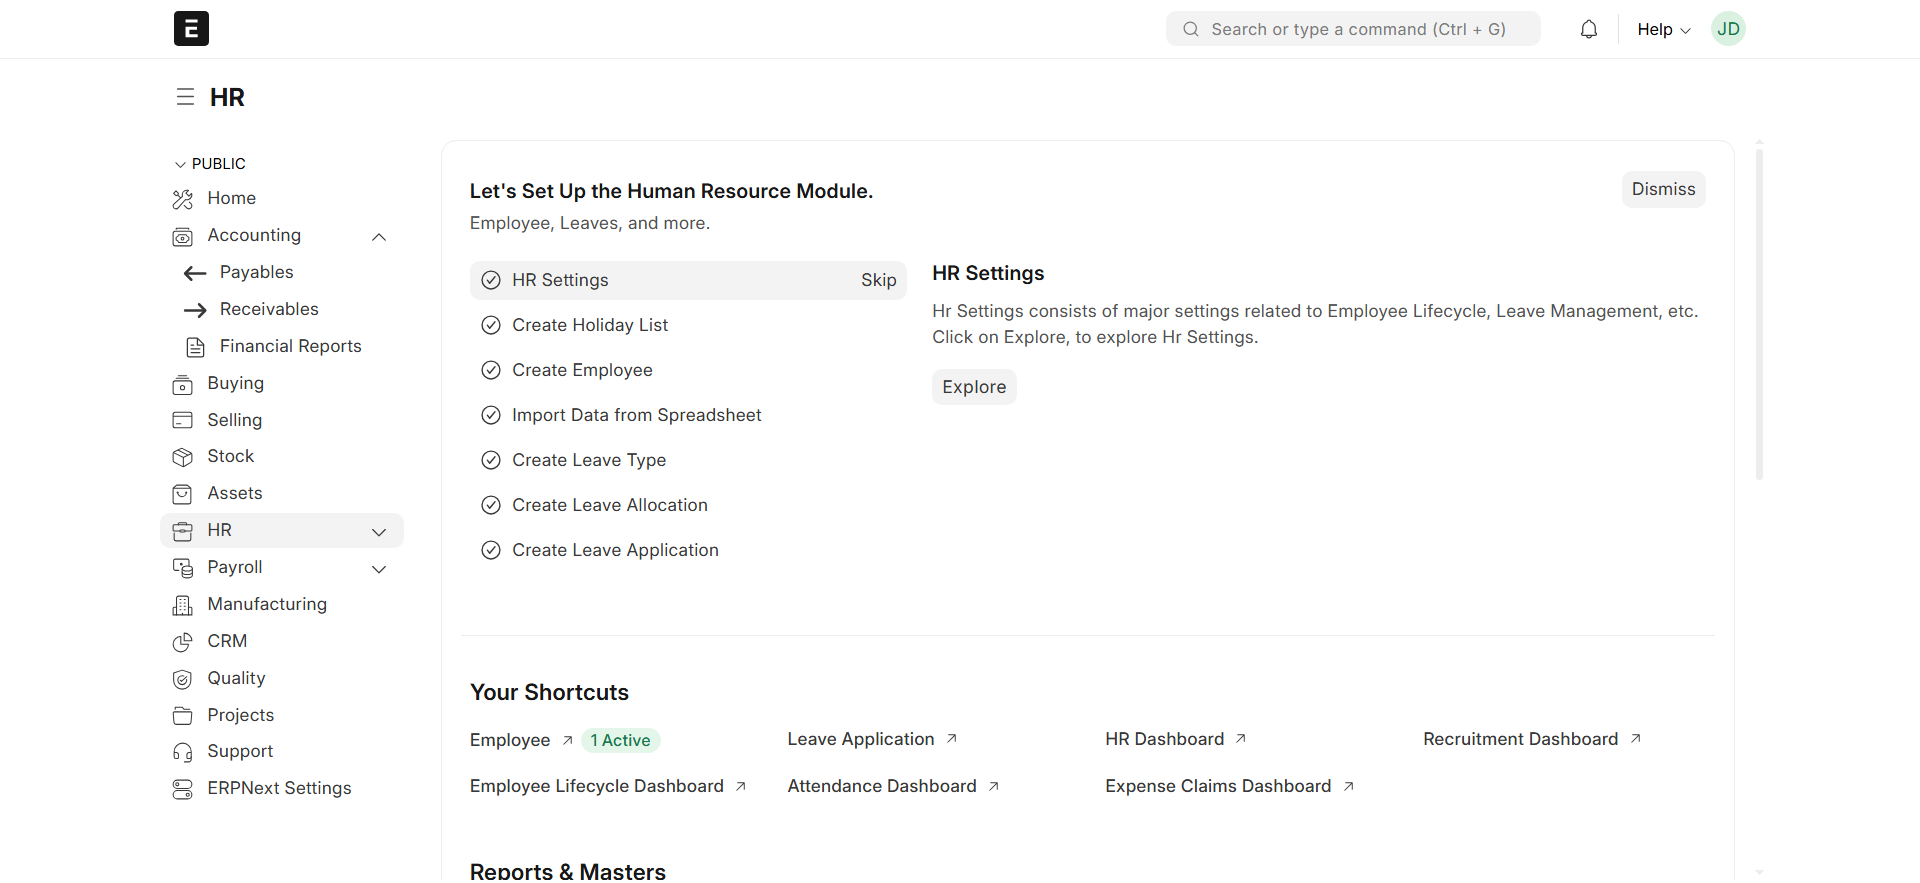 E
Search or type a command (Ctrl + G)
Help
JD
HR
PUBLIC
Home
Accounting
Payables
Receivables
Financial Reports
Buying
Selling
Stock
Assets
HR
Payroll
Manufacturing
CRM
Quality
Projects
Support
ERPNext Settings
Let's Set Up the Human Resource Module.
Dismiss
Employee, Leaves, and more.
HR Settings Skip
Create Holiday List
Create Employee
Import Data from Spreadsheet
Create Leave Type
Create Leave Allocation
Create Leave Application
HR Settings
Hr Settings consists of major settings related to Employee Lifecycle, Leave Management, etc.
Click on Explore, to explore Hr Settings.
Explore
Your Shortcuts
Employee 1 Active Leave Application HR Dashboard Recruitment Dashboard
Employee Lifecycle Dashboard Attendance Dashboard Expense Claims Dashboard
Reports & Masters